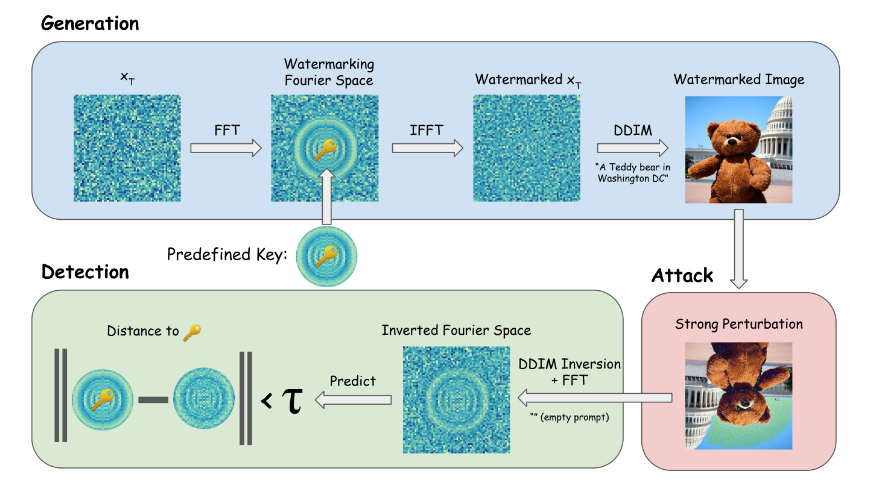 Generation
x_T
Watermarking
Fourier Space
Watermarked x_T
Watermarked Image
FFT
IFFT
DDIM
"A Teddy bear in
Washington DC"
Predefined Key:
Detection
Attack
Distance to
Inverted Fourier Space
Strong Perturbation
DDIM Inversion
+ FFT
Predict
< τ
"" (empty prompt)